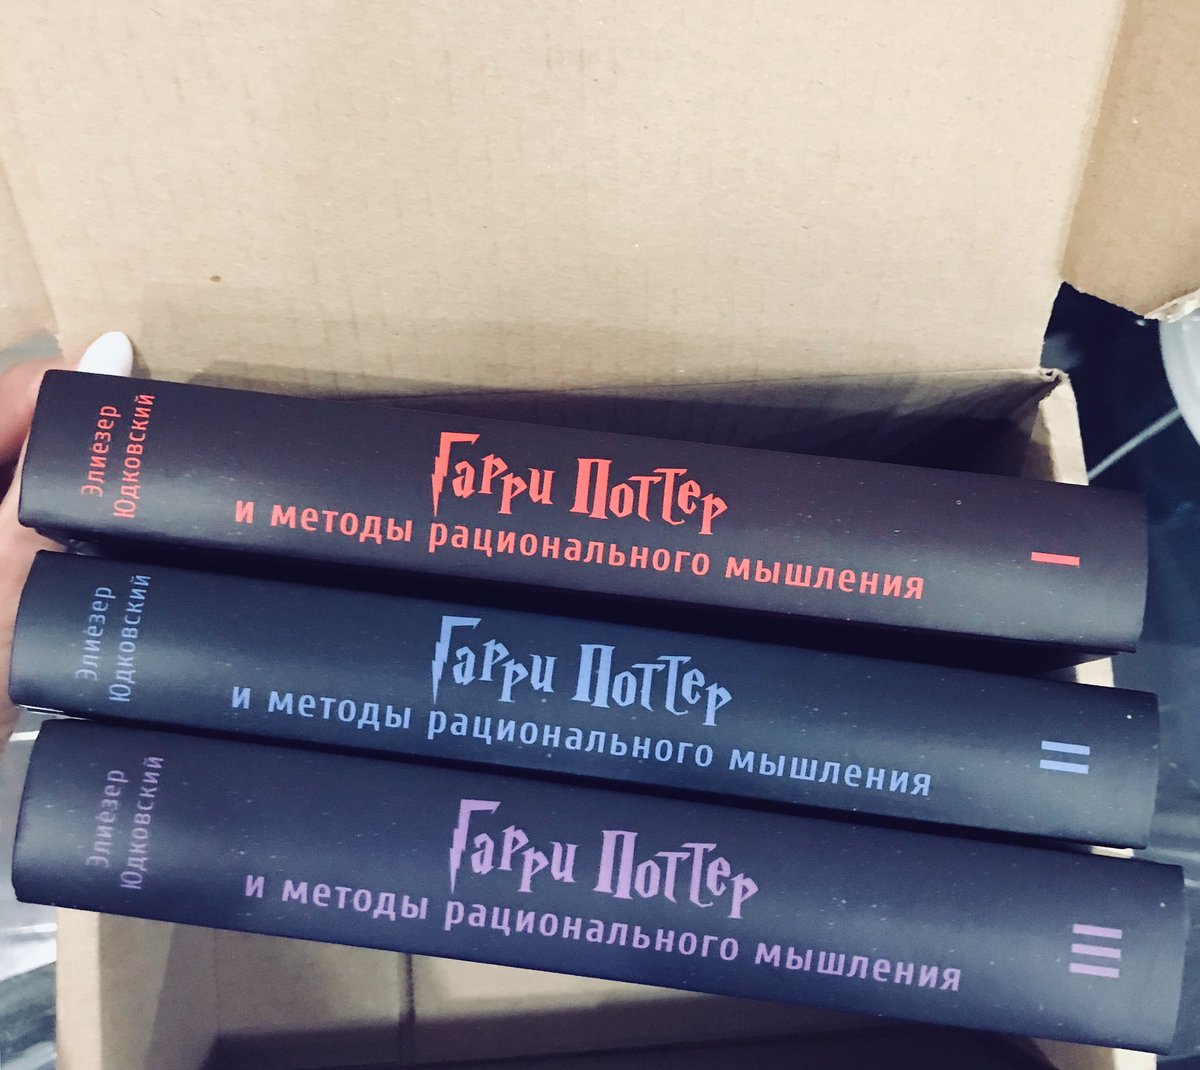 Элиезер
Юдковский
Гарри Поттер
и методы рационального мышления
I
Элиезер
Юдковский
Гарри Поттер
и методы рационального мышления
II
Элиезер
Юдковский
Гарри Поттер
и методы рационального мышления
III